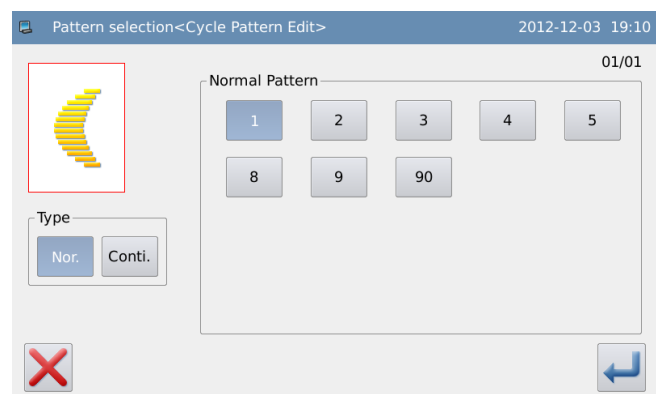 Pattern selection<Cycle Pattern Edit> 2012-12-03 19:10
01/01
Normal Pattern
1 2 3 4 5
8 9 90
Type
Nor. Conti.